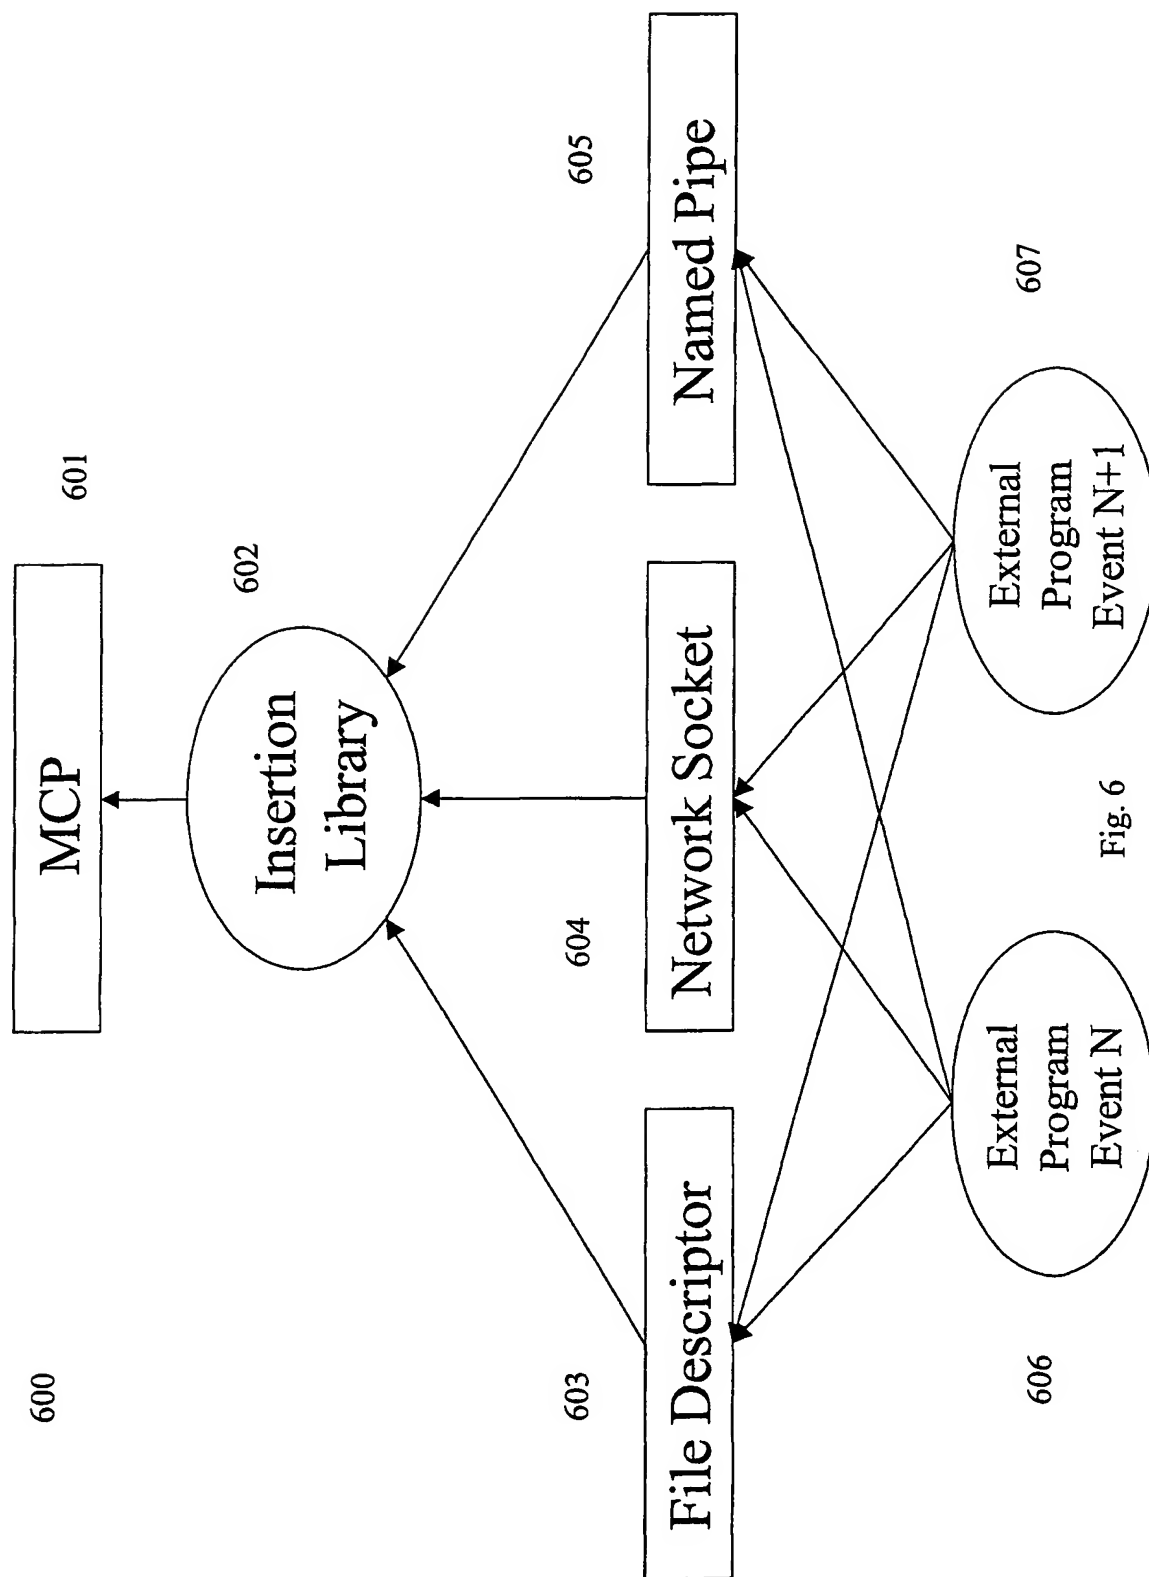 600
MCP
601
Insertion
Library
602
603
604
605
File Descriptor
Network Socket
Named Pipe
606
External
Program
Event N
External
Program
Event N+1
607
Fig. 6